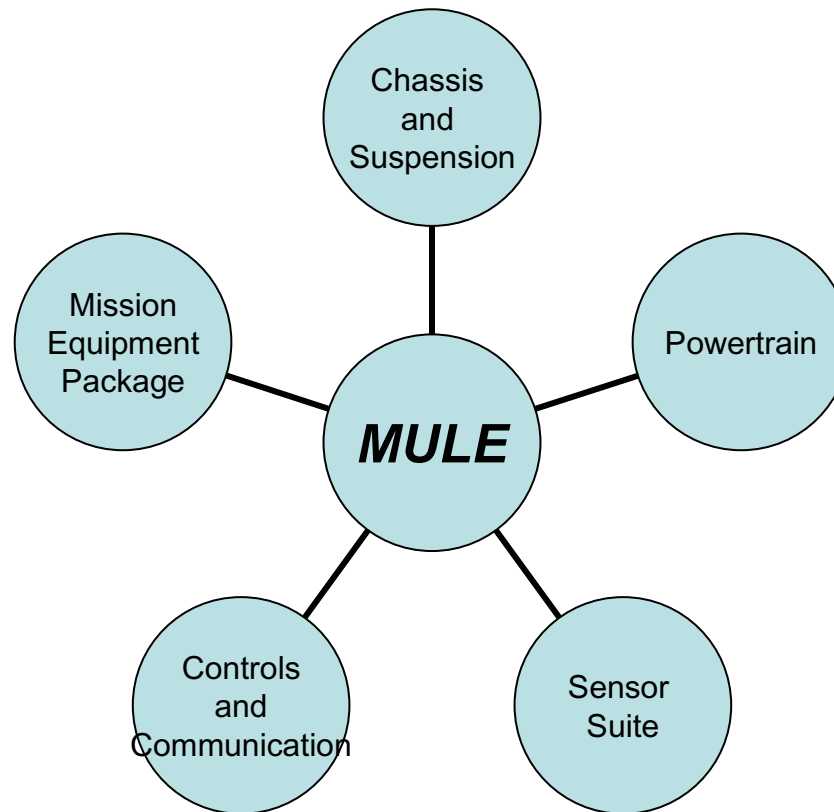 Chassis
and
Suspension
Mission
Equipment
Package
Powertrain
MULE
Controls
and
Communication
Sensor
Suite